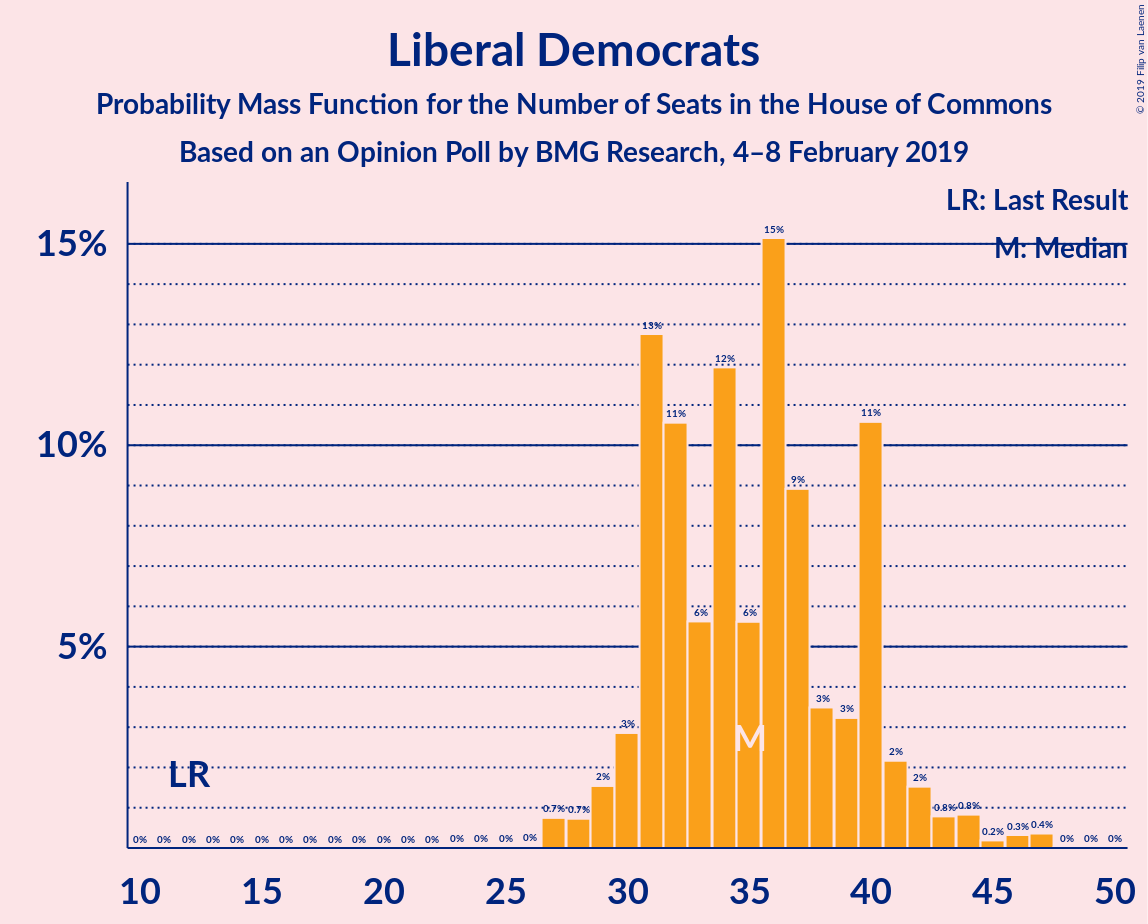 Liberal Democrats
Probability Mass Function for the Number of Seats in the House of Commons
Based on an Opinion Poll by BMG Research, 4–8 February 2019
© 2019 Filip van Laenen
LR: Last Result
M: Median
15%
10%
5%
0% 0% 0% 0% 0% 0% 0% 0% 0% 0% 0% 0% 0% 0% 0% 0% 0% 0.7% 0.7% 2% 3% 13% 11% 6% 12% 6% 15% 9% 3% 3% 11% 2% 2% 0.8% 0.8% 0.2% 0.3% 0.4% 0% 0% 0%
LR
M
10 15 20 25 30 35 40 45 50